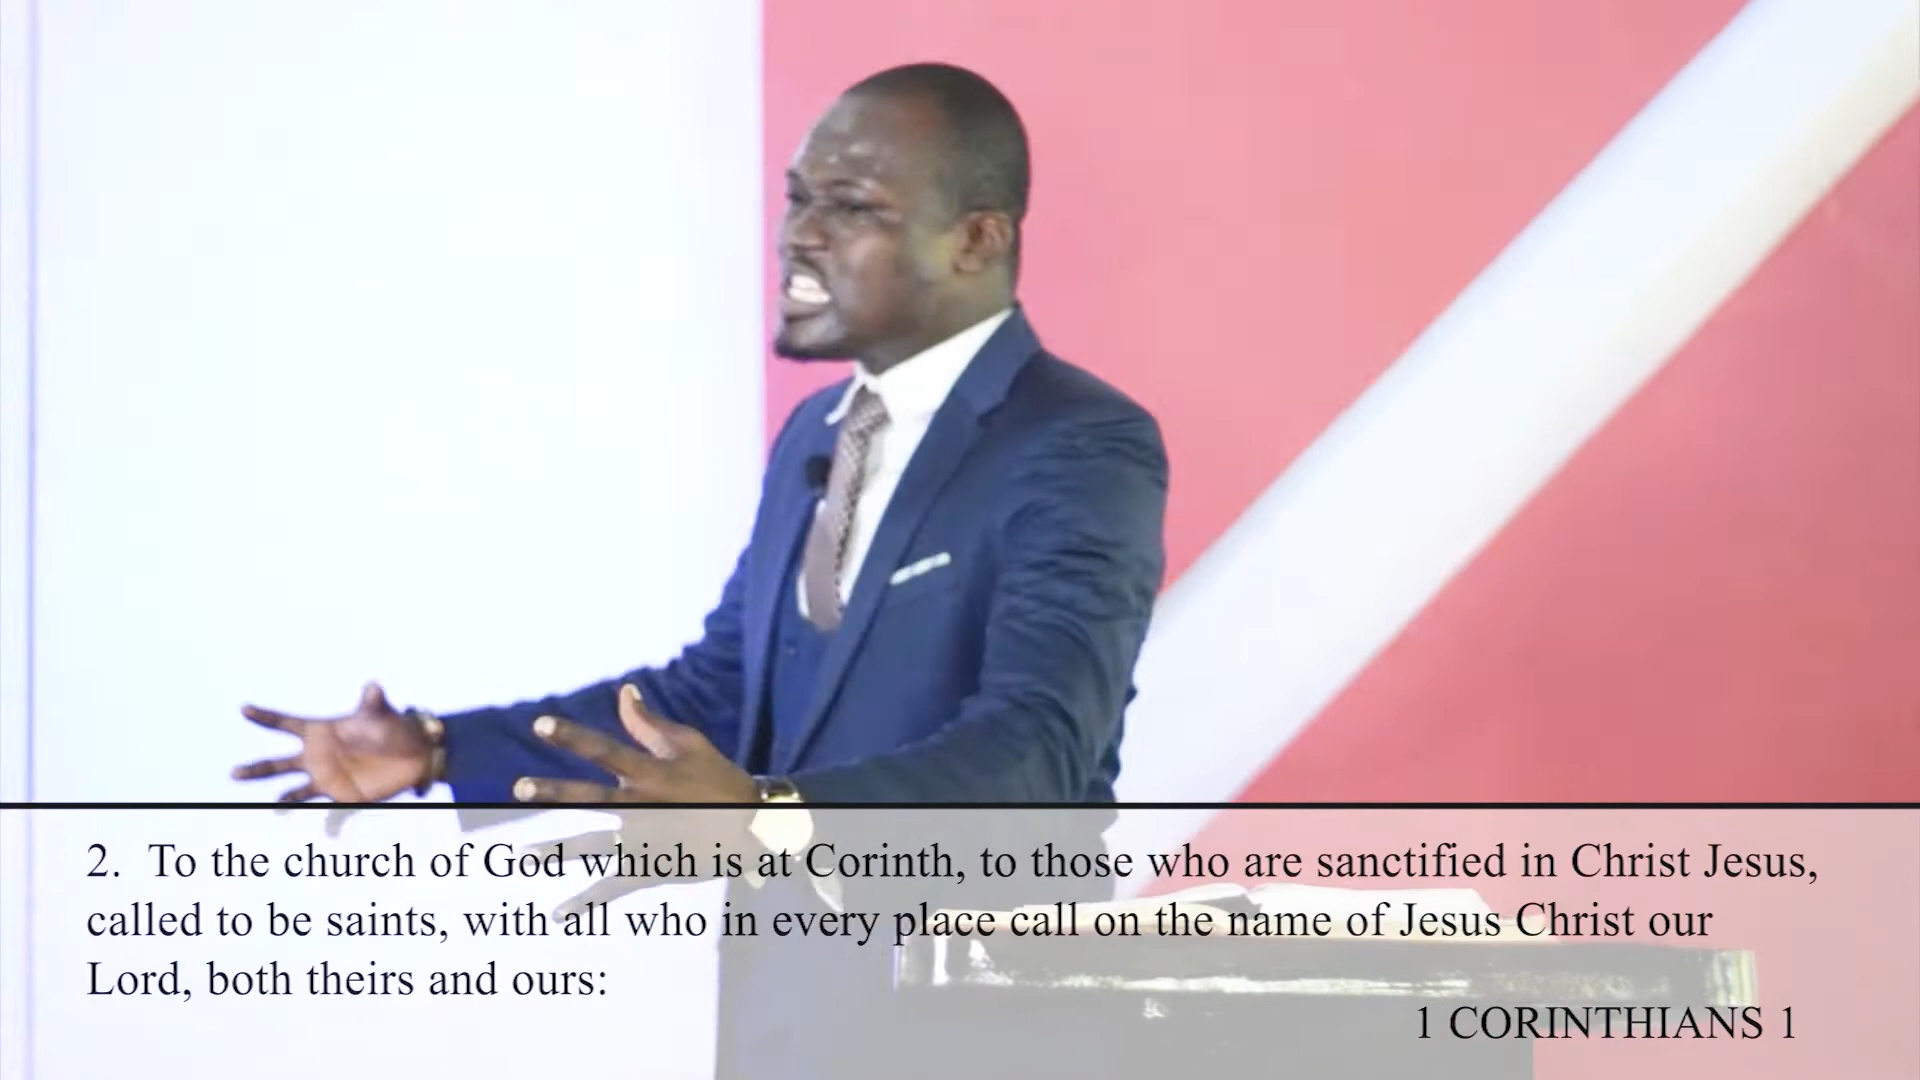 2. To the church of God which is at Corinth, to those who are sanctified in Christ Jesus,
called to be saints, with all who in every place call on the name of Jesus Christ our
Lord, both theirs and ours:
1 CORINTHIANS 1